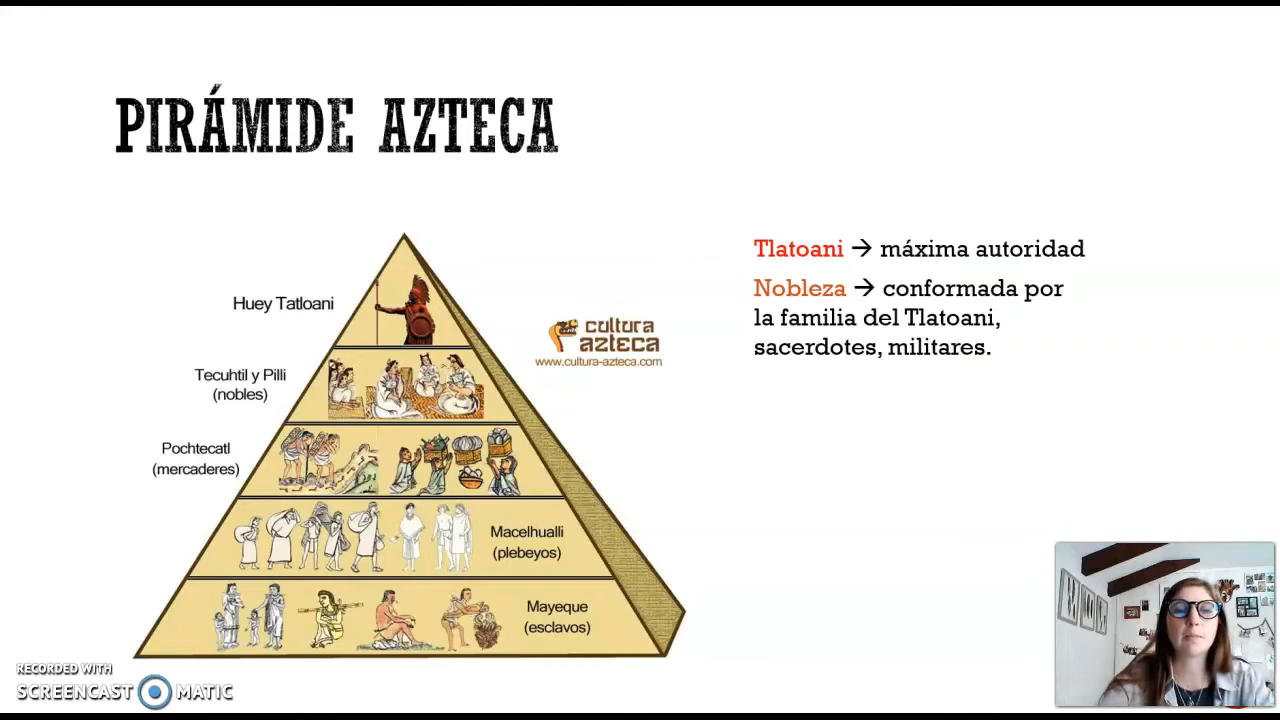 PIRÁMIDE AZTECA
Huey Tatloani
Tecuhtil y Pilli
(nobles)
Pochtecatl
(mercaderes)
Macelhualli
(plebeyos)
Mayeque
(esclavos)
cultura
azteca
www.cultura-azteca.com
Tlatoani → máxima autoridad
Nobleza → conformada por
la familia del Tlatoani,
sacerdotes, militares.
RECORDED WITH
SCREENCAST MATIC